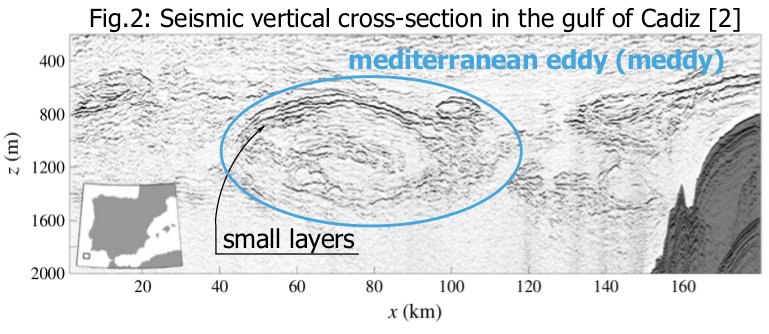 Fig.2: Seismic vertical cross-section in the gulf of Cadiz [2]
mediterranean eddy (meddy)
400
800
1200
1600
2000
z (m)
small layers
20
40
60
80
100
120
140
160
x (km)